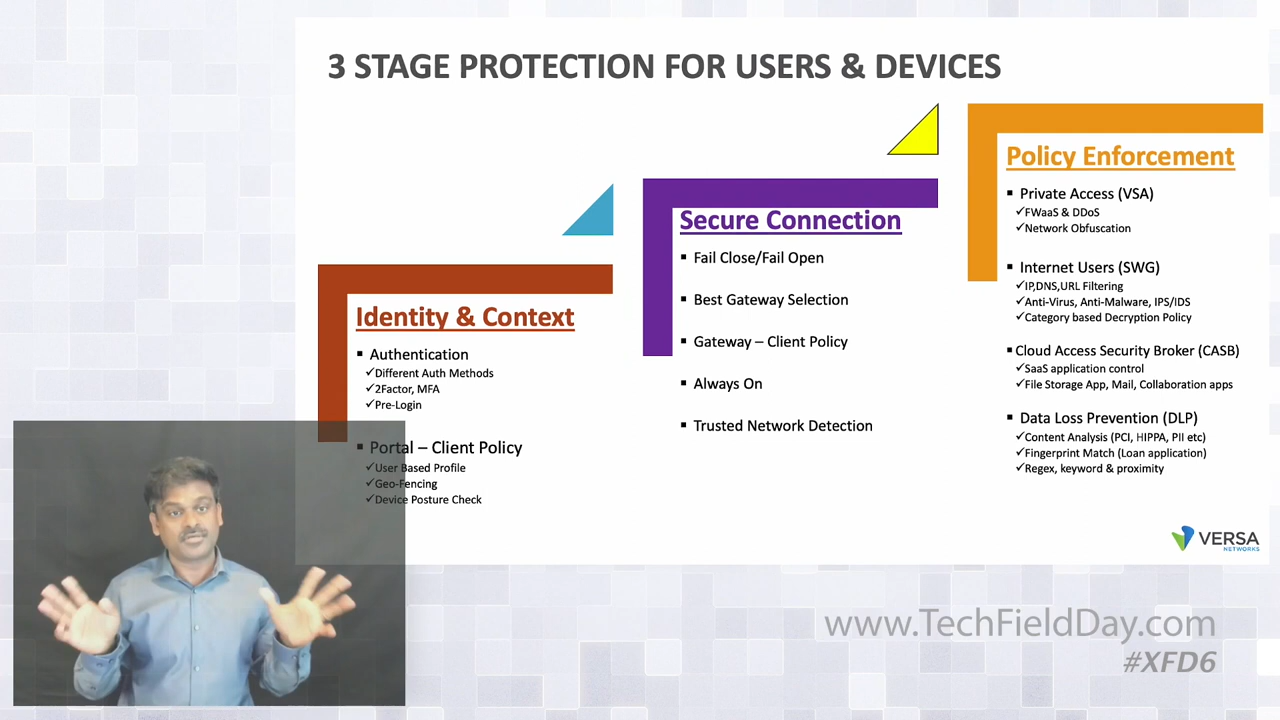 3 STAGE PROTECTION FOR USERS & DEVICES
Identity & Context
▪ Authentication
✓Different Auth Methods
✓2Factor, MFA
✓Pre-Login
▪ Portal – Client Policy
✓User Based Profile
✓Geo-Fencing
✓Device Posture Check
Secure Connection
▪ Fail Close/Fail Open
▪ Best Gateway Selection
▪ Gateway – Client Policy
▪ Always On
▪ Trusted Network Detection
Policy Enforcement
▪ Private Access (VSA)
✓FWaaS & DDoS
✓Network Obfuscation
▪ Internet Users (SWG)
✓IP,DNS,URL Filtering
✓Anti-Virus, Anti-Malware, IPS/IDS
✓Category based Decryption Policy
▪Cloud Access Security Broker (CASB)
✓SaaS application control
✓File Storage App, Mail, Collaboration apps
▪ Data Loss Prevention (DLP)
✓Content Analysis (PCI, HIPPA, PII etc)
✓Fingerprint Match (Loan application)
✓Regex, keyword & proximity
VERSA
NETWORKS
www.TechFieldDay.com
#XFD6